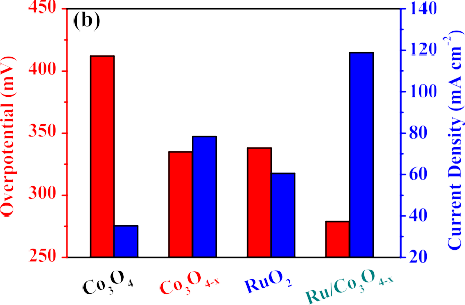 (b)
Overpotential (mV)
450
400
350
300
250
Current Density (mA cm⁻²)
140
120
100
80
60
40
20
Co₃O₄
Co₃O₄₋ₓ
RuO₂
Ru/Co₃O₄₋ₓ